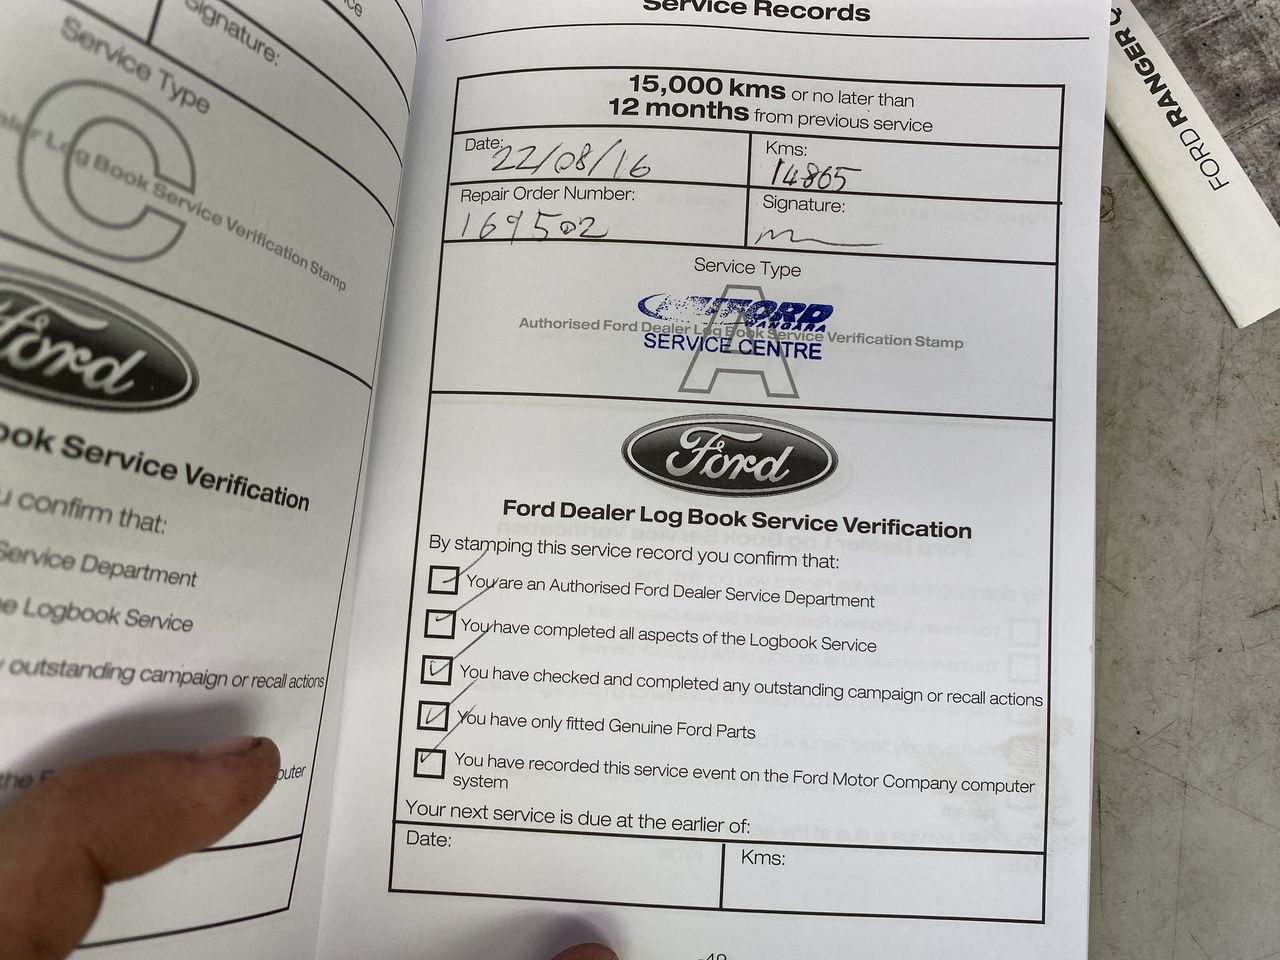 ce
Signature:
Service Type
C
Log Book Service Verification Stamp
Ford
Book Service Verification
confirm that:
Service Department
Logbook Service
outstanding campaign or recall actions
the
Service Records
15,000 kms or no later than
12 months from previous service
Date: 22/08/16
Kms: 14865
Repair Order Number: 169502
Signature:
Service Type
A
FORD
Authorised Ford Dealer Log Book Service Verification Stamp
SERVICE CENTRE
Ford
Ford Dealer Log Book Service Verification
By stamping this service record you confirm that:
You are an Authorised Ford Dealer Service Department
You have completed all aspects of the Logbook Service
You have checked and completed any outstanding campaign or recall actions
You have only fitted Genuine Ford Parts
You have recorded this service event on the Ford Motor Company computer
system
Your next service is due at the earlier of:
Date:
Kms:
FORD RANGER